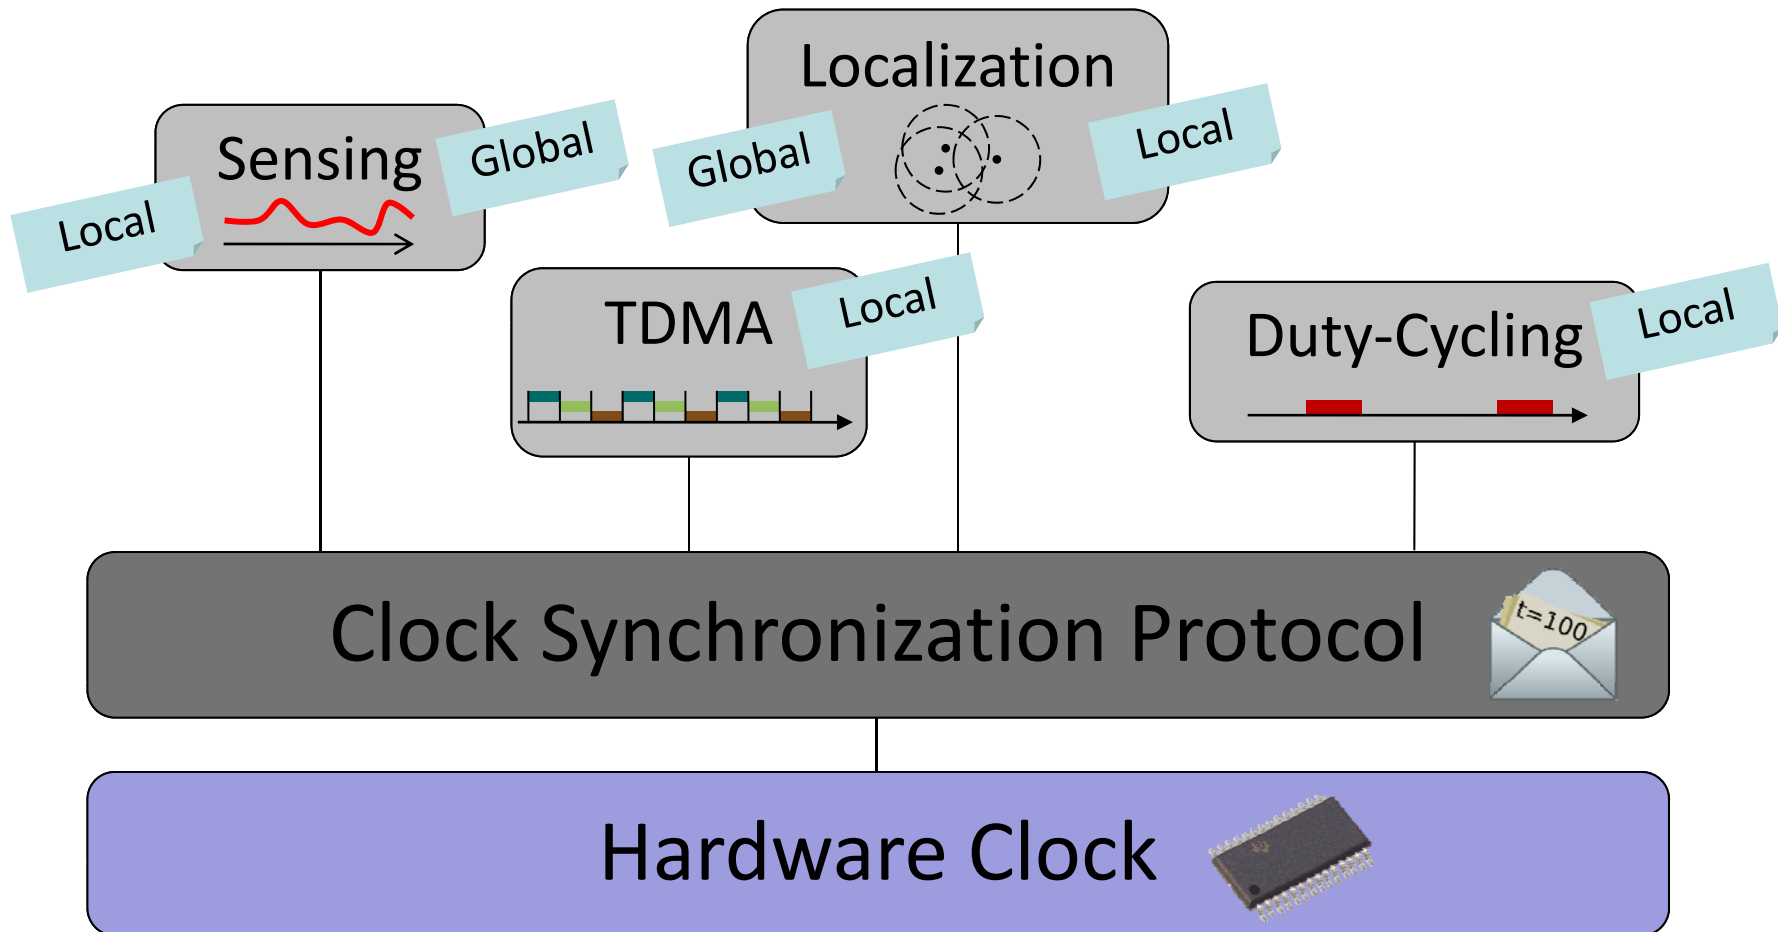 Localization
Global
Local
Sensing
Global
Local
TDMA
Local
Duty-Cycling
Local
Clock Synchronization Protocol
t=100
Hardware Clock